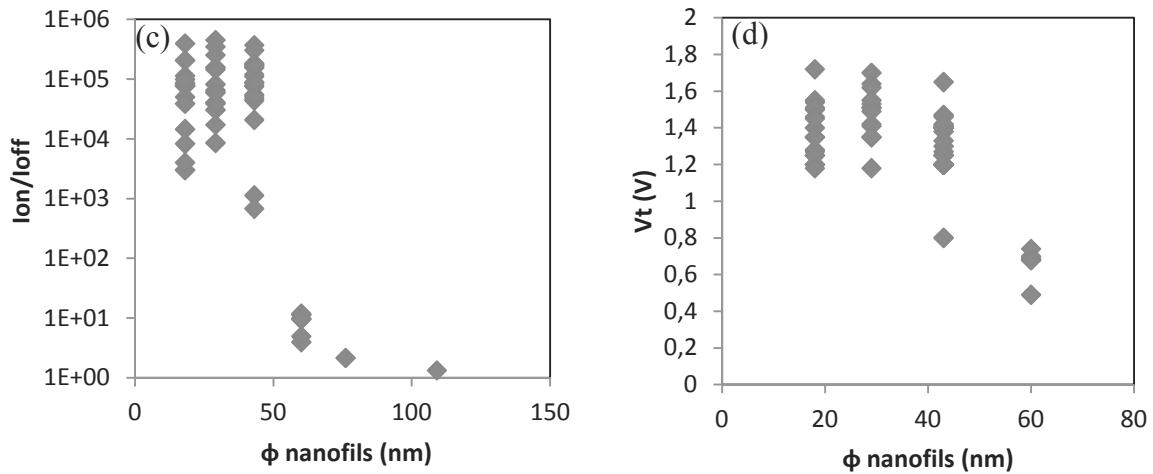 (c)
Ion/Ioff
1E+06
1E+05
1E+04
1E+03
1E+02
1E+01
1E+00
0
50
100
150
ϕ nanofils (nm)
(d)
Vt (V)
2
1,8
1,6
1,4
1,2
1
0,8
0,6
0,4
0,2
0
0
20
40
60
80
ϕ nanofils (nm)